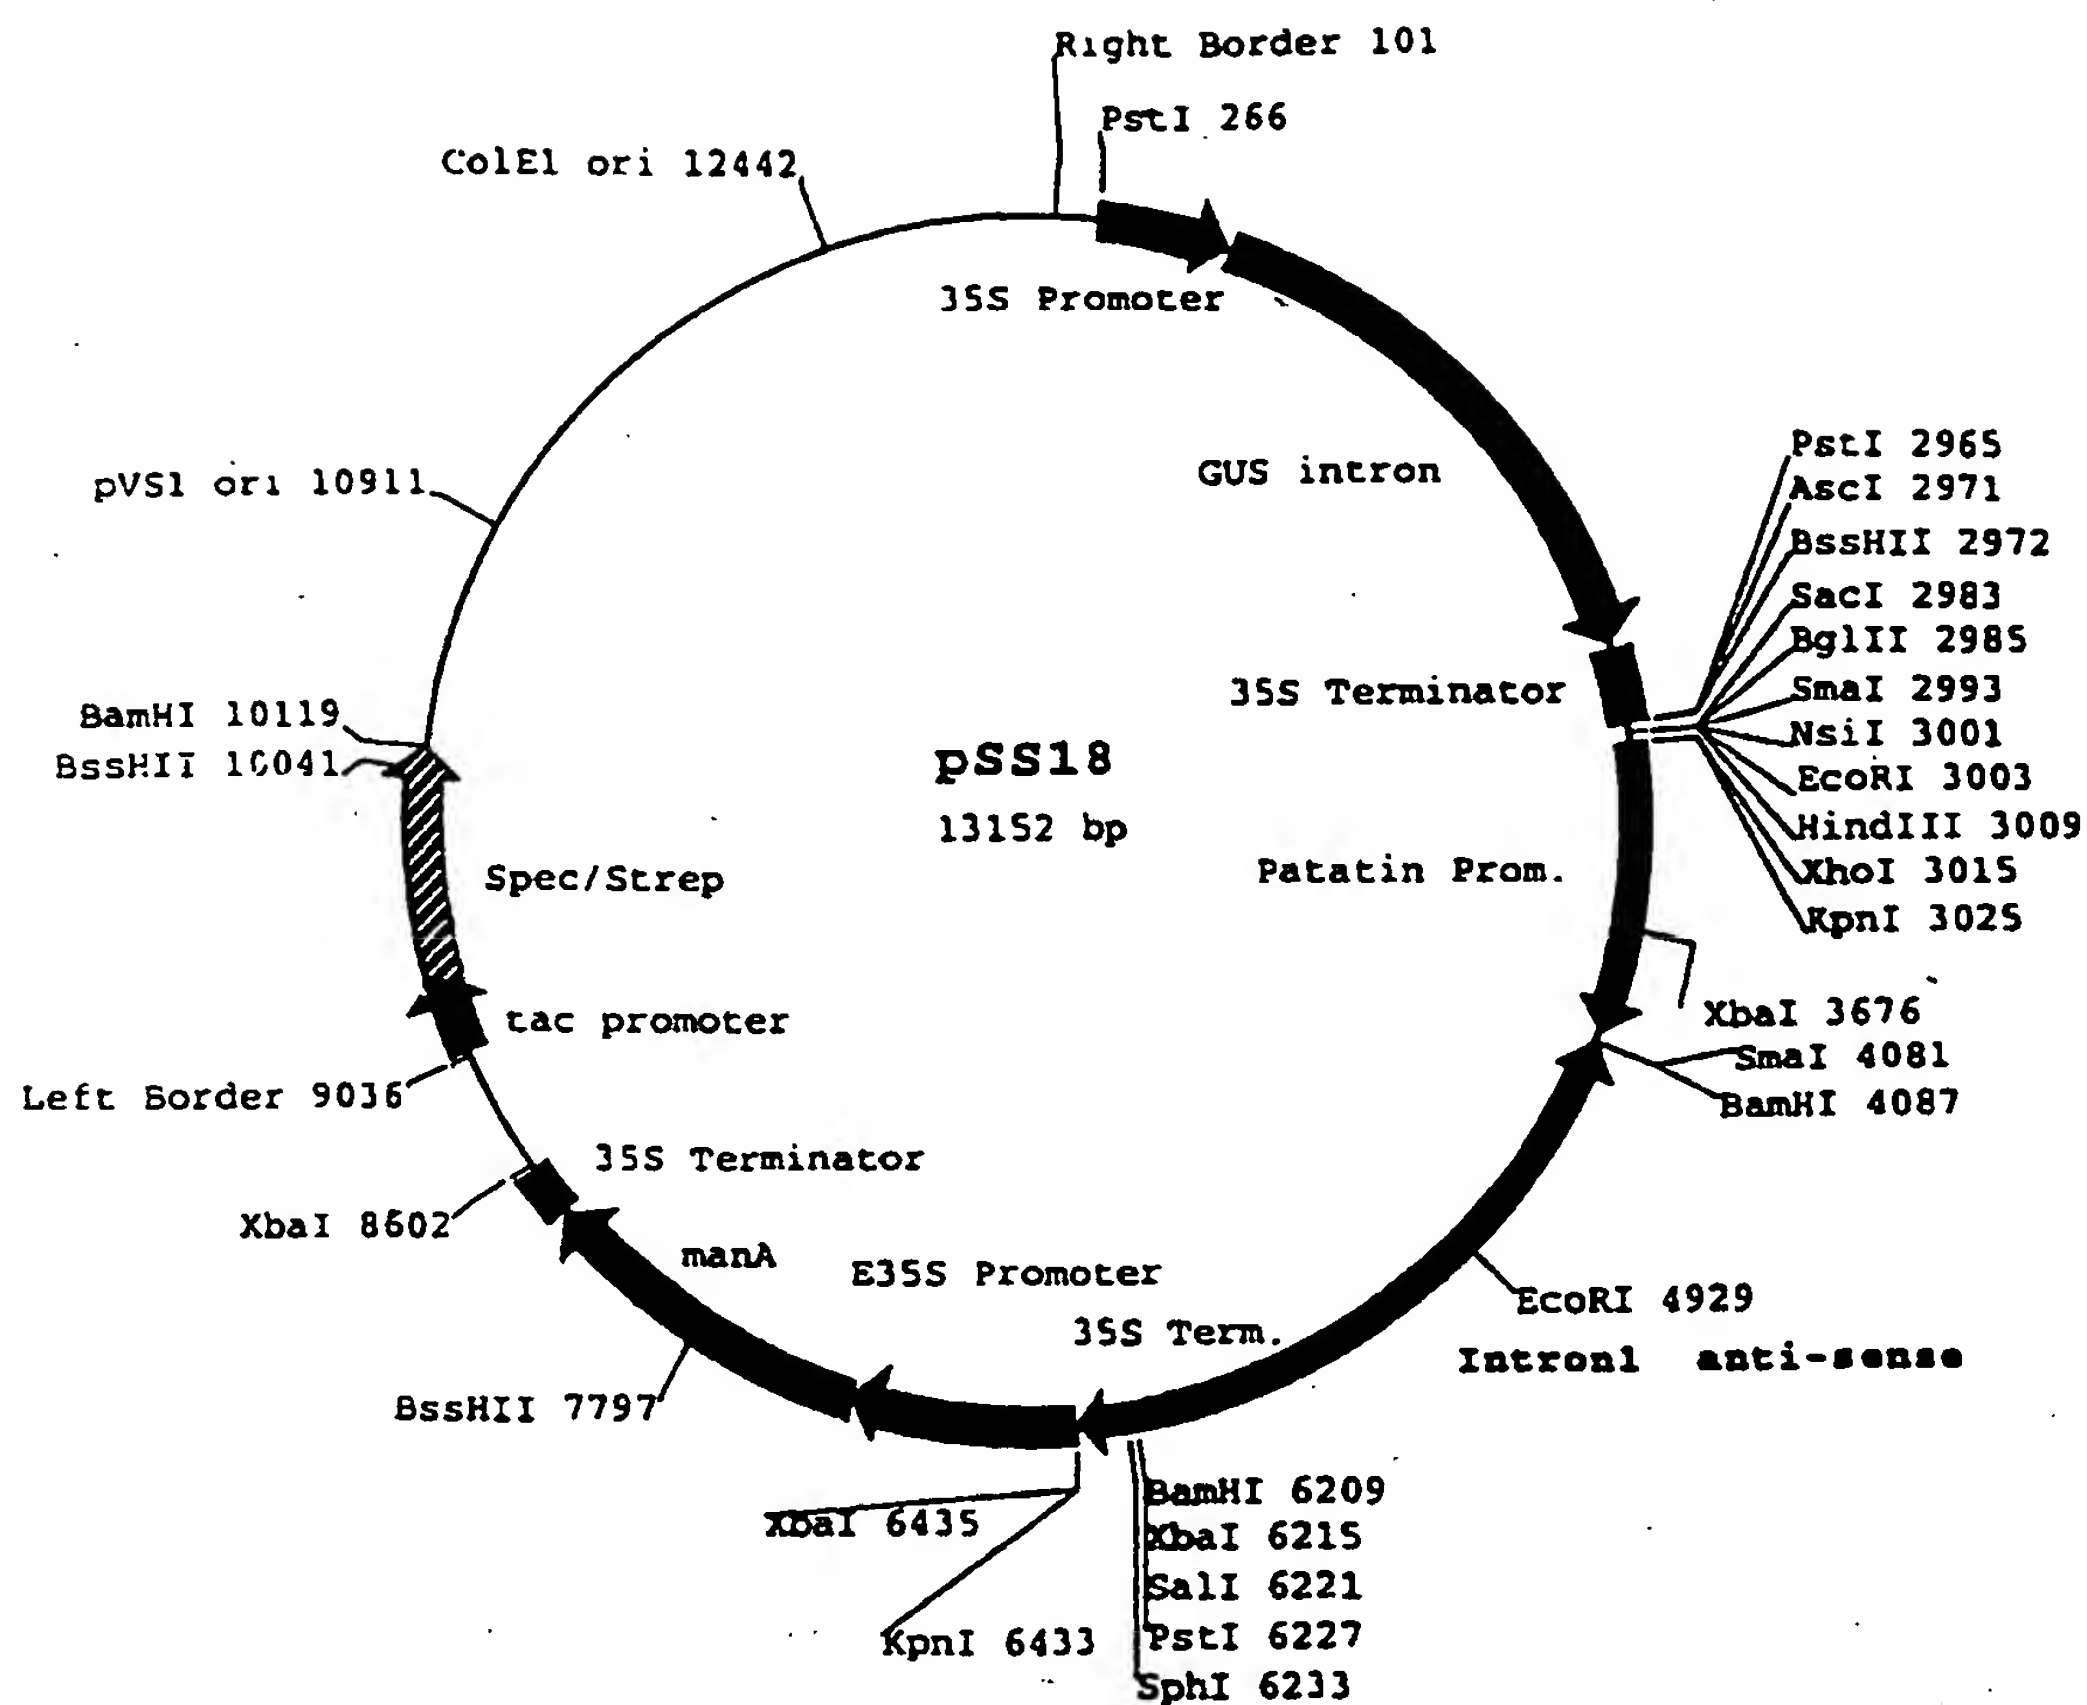 Right Border 101
PstI 266
ColE1 ori 12442
35S Promoter
GUS intron
pVS1 ori 10911
PstI 2965
AscI 2971
BssHII 2972
SacI 2983
BglII 2985
SmaI 2993
NsiI 3001
EcoRI 3003
HindIII 3009
XhoI 3015
KpnI 3025
35S Terminator
BamHI 10119
BssHII 10041
pSS18
13152 bp
Patatin Prom.
Spec/Strep
XbaI 3676
SmaI 4081
BamHI 4087
tac promoter
Left Border 9036
35S Terminator
XbaI 8602
manA
E35S Promoter
35S Term.
EcoRI 4929
Intron1 anti-sense
BssHII 7797
BamHI 6209
XbaI 6215
SalI 6221
PstI 6227
SphI 6233
XbaI 6435
KpnI 6433